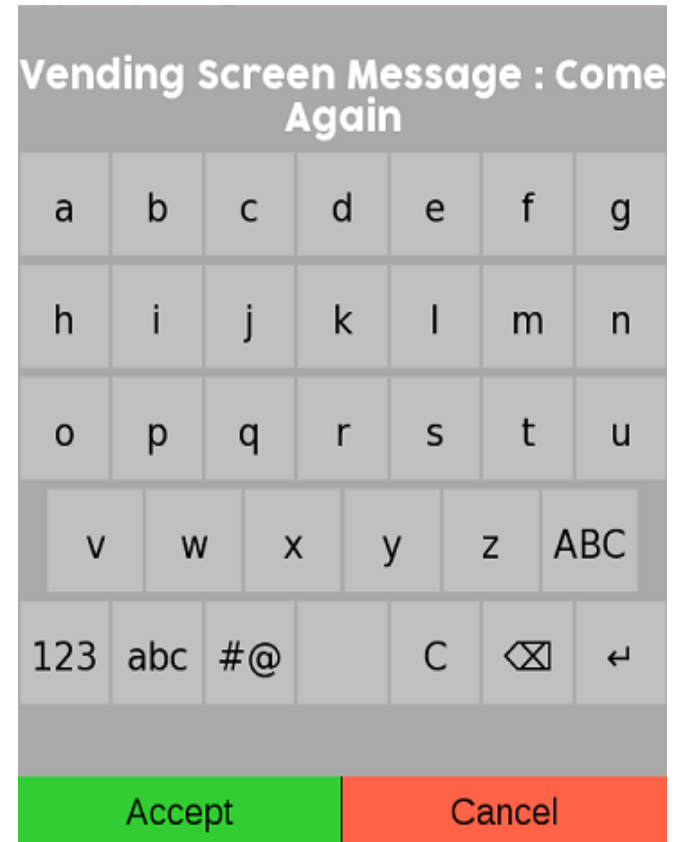 Vending Screen Message : Come
Again
a b c d e f g
h i j k l m n
o p q r s t u
v w x y z ABC
123 abc #@ C ⌫ ↵
Accept Cancel